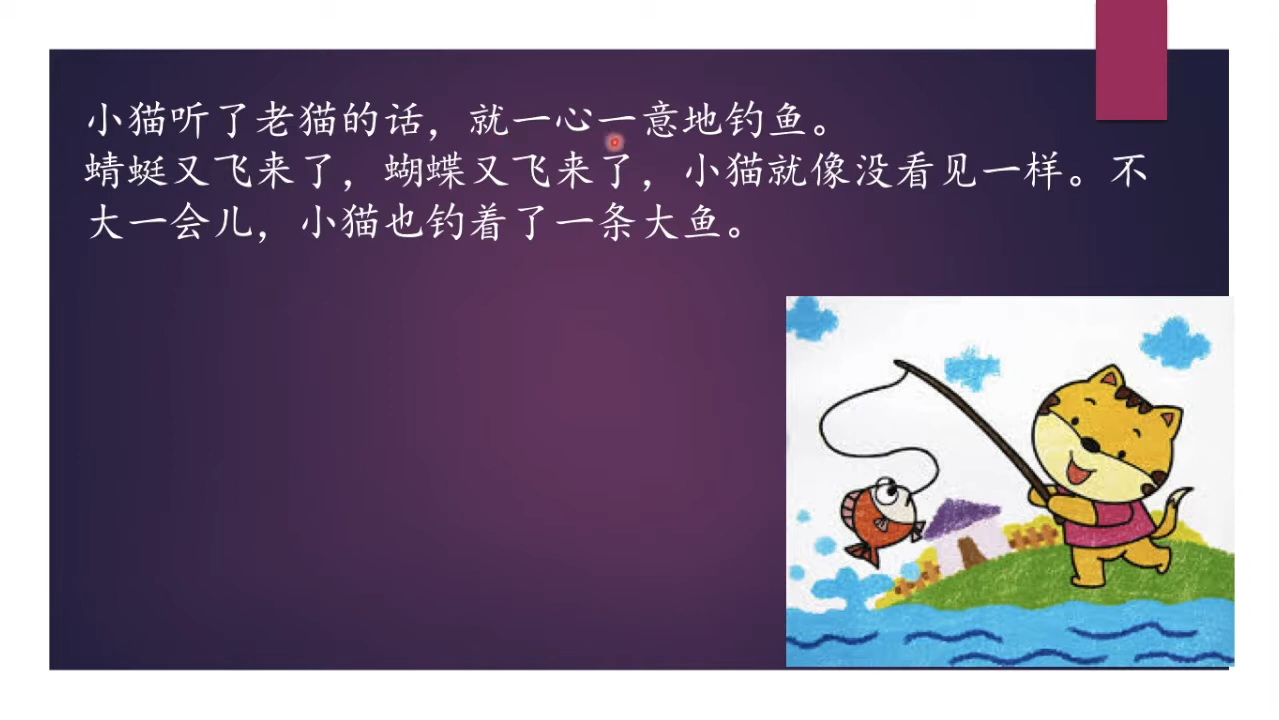 小猫听了老猫的话，就一心一意地钓鱼。
蜻蜓又飞来了，蝴蝶又飞来了，小猫就像没看见一样。不
大一会儿，小猫也钓着了一条大鱼。